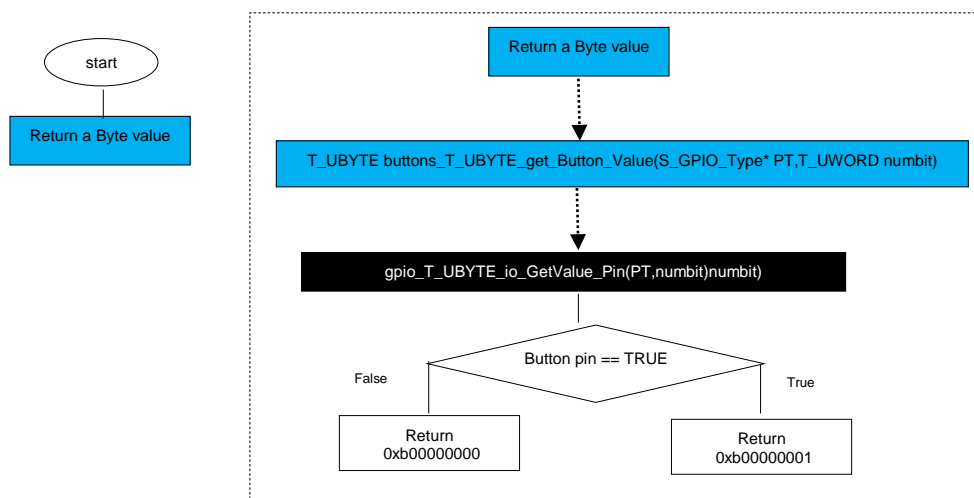 start
Return a Byte value
Return a Byte value
T_UBYTE buttons_T_UBYTE_get_Button_Value(S_GPIO_Type* PT,T_UWORD numbit)
gpio_T_UBYTE_io_GetValue_Pin(PT,numbit)numbit)
Button pin == TRUE
False
True
Return
0xb00000000
Return
0xb00000001